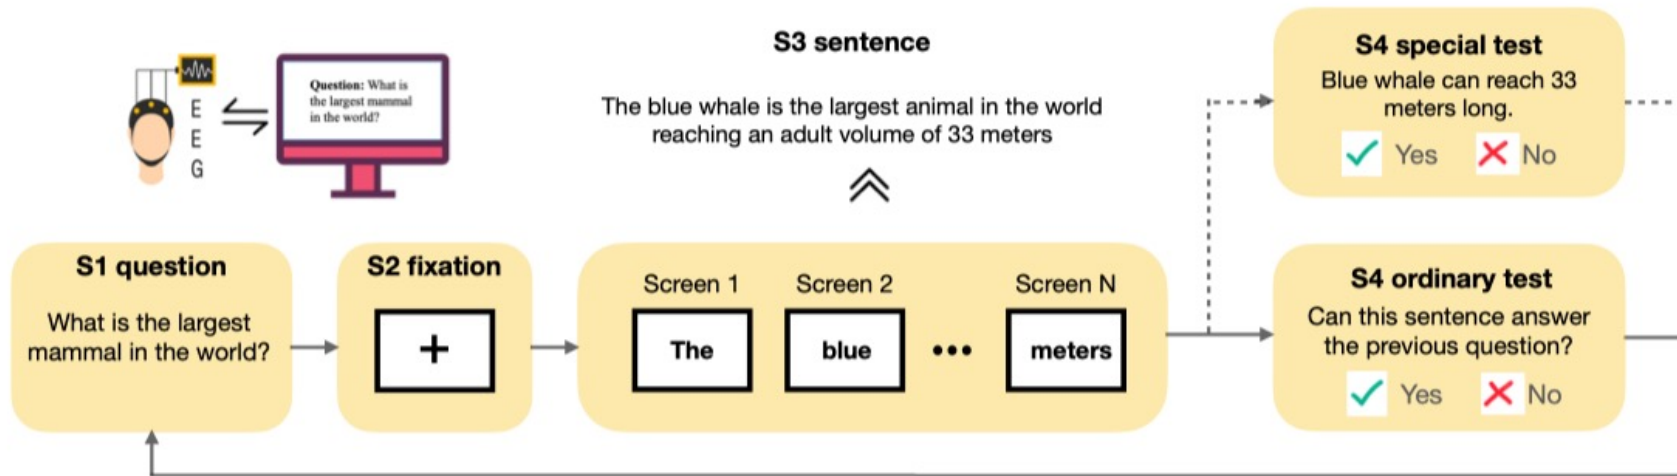 E
E
G
Question: What is
the largest mammal
in the world?
S3 sentence
The blue whale is the largest animal in the world
reaching an adult volume of 33 meters
S4 special test
Blue whale can reach 33
meters long.
Yes No
S1 question
What is the largest
mammal in the world?
S2 fixation
+
Screen 1 Screen 2 Screen N
The blue ••• meters
S4 ordinary test
Can this sentence answer
the previous question?
Yes No